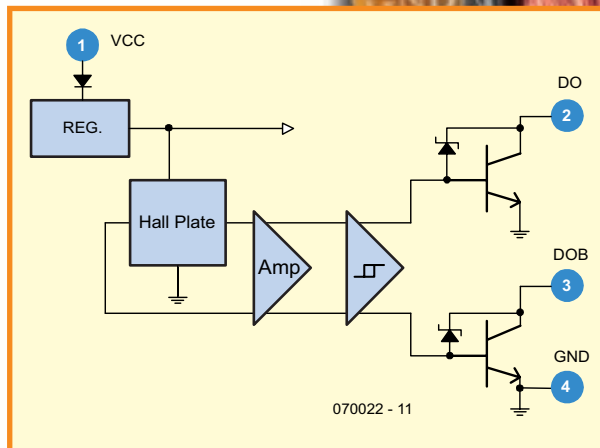 1 VCC
REG.
DO
2
Hall Plate
Amp
DOB
3
GND
4
070022 - 11